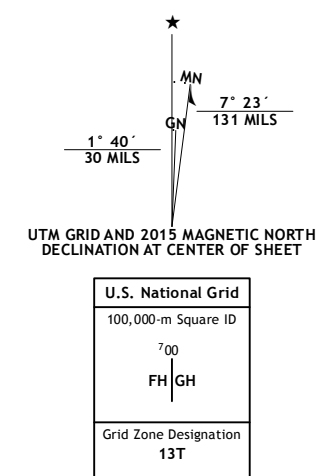 ★
MN
7° 23´
131 MILS
GN
1° 40´
30 MILS
UTM GRID AND 2015 MAGNETIC NORTH
DECLINATION AT CENTER OF SHEET
U.S. National Grid
100,000-m Square ID
⁷00
FH GH
Grid Zone Designation
13T